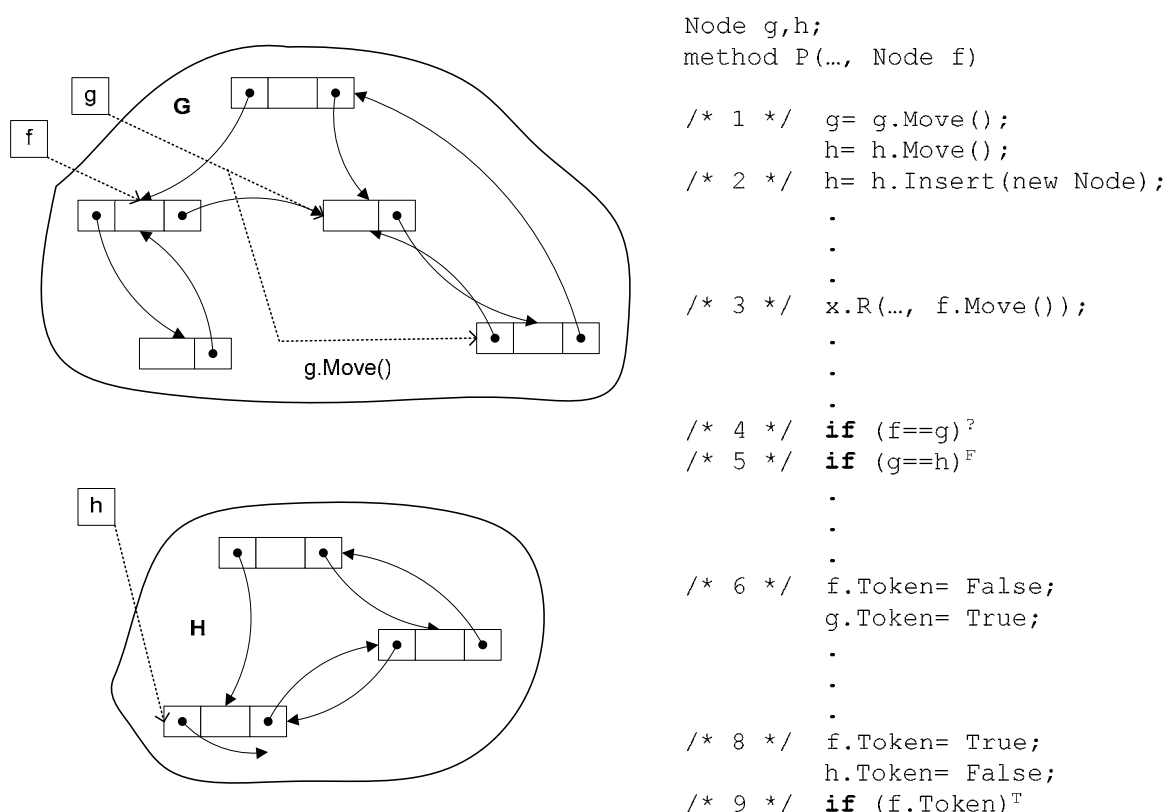 g
G
f
g.Move()
h
H
Node g,h;
method P(…, Node f)
/* 1 */ g= g.Move();
h= h.Move();
/* 2 */ h= h.Insert(new Node);
.
.
.
/* 3 */ x.R(…, f.Move());
.
.
.
/* 4 */ if (f==g)?
/* 5 */ if (g==h)F
.
.
.
/* 6 */ f.Token= False;
g.Token= True;
.
.
.
/* 8 */ f.Token= True;
h.Token= False;
/* 9 */ if (f.Token)T